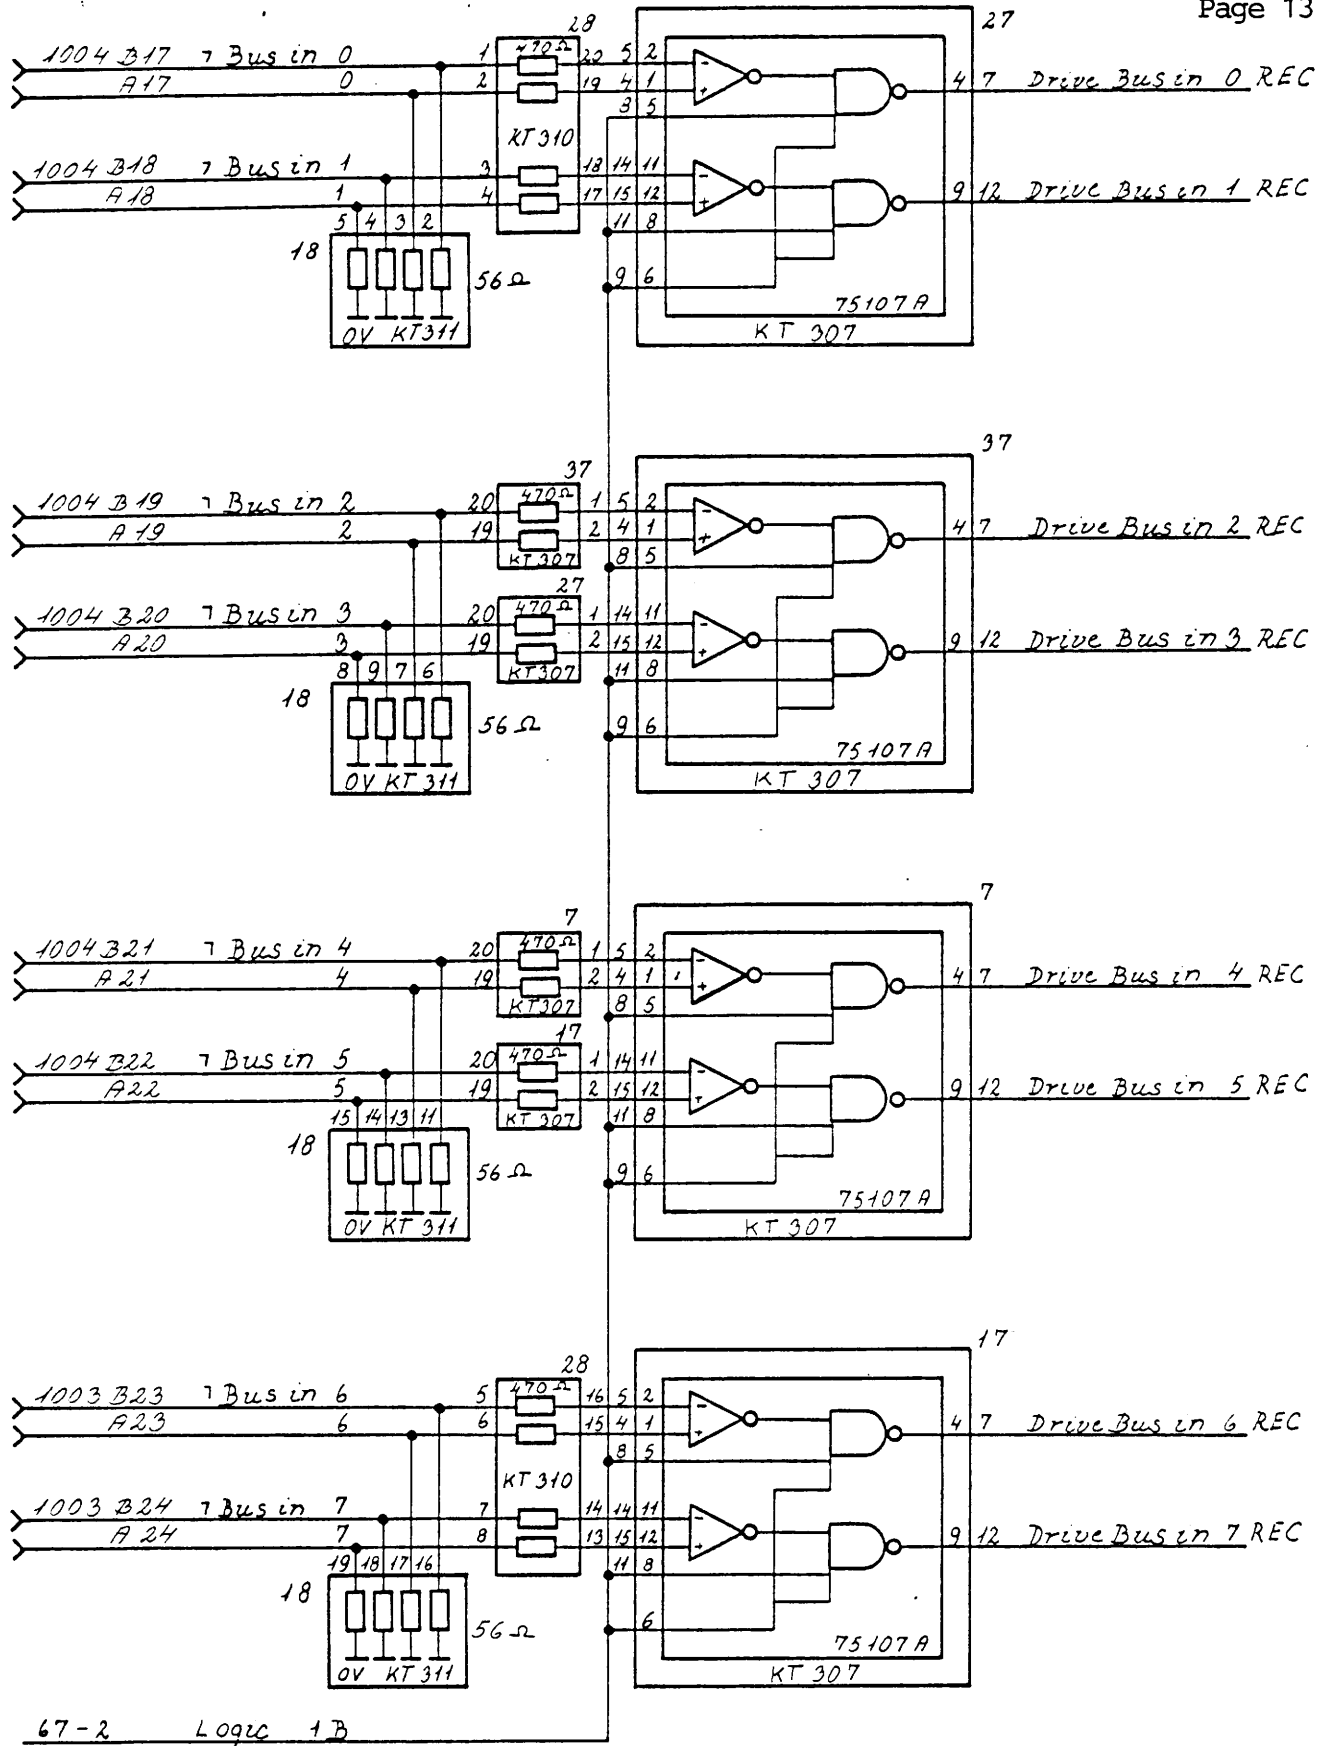 Page 13
28
27
1004 B17 ┐ Bus in 0 1 470Ω 20 5 2
A17 0 2 19 4 1 4 7 Drive Bus in 0 REC
3 5
KT 310
1004 B18 ┐ Bus in 1 3 18 14 11
A18 1 4 17 15 12 9 12 Drive Bus in 1 REC
5 4 3 2 11 8
18 56Ω 9 6
75107A
0V KT311 KT 307
37
37
1004 B19 ┐ Bus in 2 20 470Ω 1 5 2
A19 2 19 2 4 1 4 7 Drive Bus in 2 REC
KT307 8 5
27
1004 B20 ┐ Bus in 3 20 470Ω 1 14 11
A20 3 19 2 15 12 9 12 Drive Bus in 3 REC
8 9 7 6 KT307 11 8
18 56Ω 9 6
75107A
0V KT 311 KT 307
7
7
1004 B21 ┐ Bus in 4 20 470Ω 1 5 2
A21 4 19 2 4 1 4 7 Drive Bus in 4 REC
KT307 8 5
17
1004 B22 ┐ Bus in 5 20 470Ω 1 14 11
A22 5 19 2 15 12 9 12 Drive Bus in 5 REC
15 14 13 11 KT 307 11 8
18 56Ω 9 6
75107A
0V KT 311 KT 307
17
28
1003 B23 ┐ Bus in 6 5 470Ω 16 5 2
A23 6 6 15 4 1 4 7 Drive Bus in 6 REC
8 5
KT 310
1003 B24 ┐ Bus in 7 7 14 14 11
A24 7 8 13 15 12 9 12 Drive Bus in 7 REC
19 18 17 16 11 8
18 56Ω 6
75107A
0V KT 311 KT 307
67-2 Logic 1B